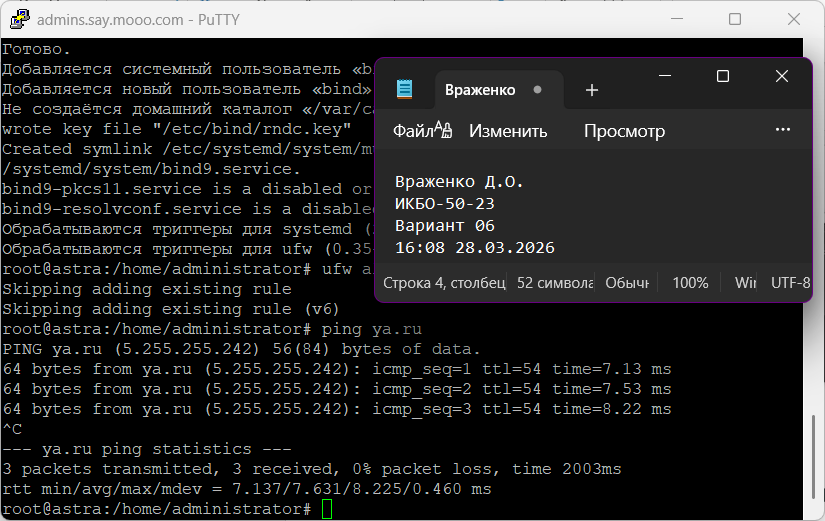 admins.say.mooo.com - PuTTY
Готово.
Добавляется системный пользователь «bi
Добавляется новый пользователь «bind»
Не создаётся домашний каталог «/var/ca
wrote key file "/etc/bind/rndc.key"
Created symlink /etc/systemd/system/mu
/systemd/system/bind9.service.
bind9-pkcs11.service is a disabled or
bind9-resolvconf.service is a disabled
Обрабатываются триггеры для systemd (
Обрабатываются триггеры для ufw (0.35-
root@astra:/home/administrator# ufw a
Skipping adding existing rule
Skipping adding existing rule (v6)
root@astra:/home/administrator# ping ya.ru
PING ya.ru (5.255.255.242) 56(84) bytes of data.
64 bytes from ya.ru (5.255.255.242): icmp_seq=1 ttl=54 time=7.13 ms
64 bytes from ya.ru (5.255.255.242): icmp_seq=2 ttl=54 time=7.53 ms
64 bytes from ya.ru (5.255.255.242): icmp_seq=3 ttl=54 time=8.22 ms
^C
--- ya.ru ping statistics ---
3 packets transmitted, 3 received, 0% packet loss, time 2003ms
rtt min/avg/max/mdev = 7.137/7.631/8.225/0.460 ms
root@astra:/home/administrator#
Враженко
Файл Изменить Просмотр
Враженко Д.О.
ИКБО-50-23
Вариант 06
16:08 28.03.2026
Строка 4, столбец 52 символа Обычн 100% Win UTF-8